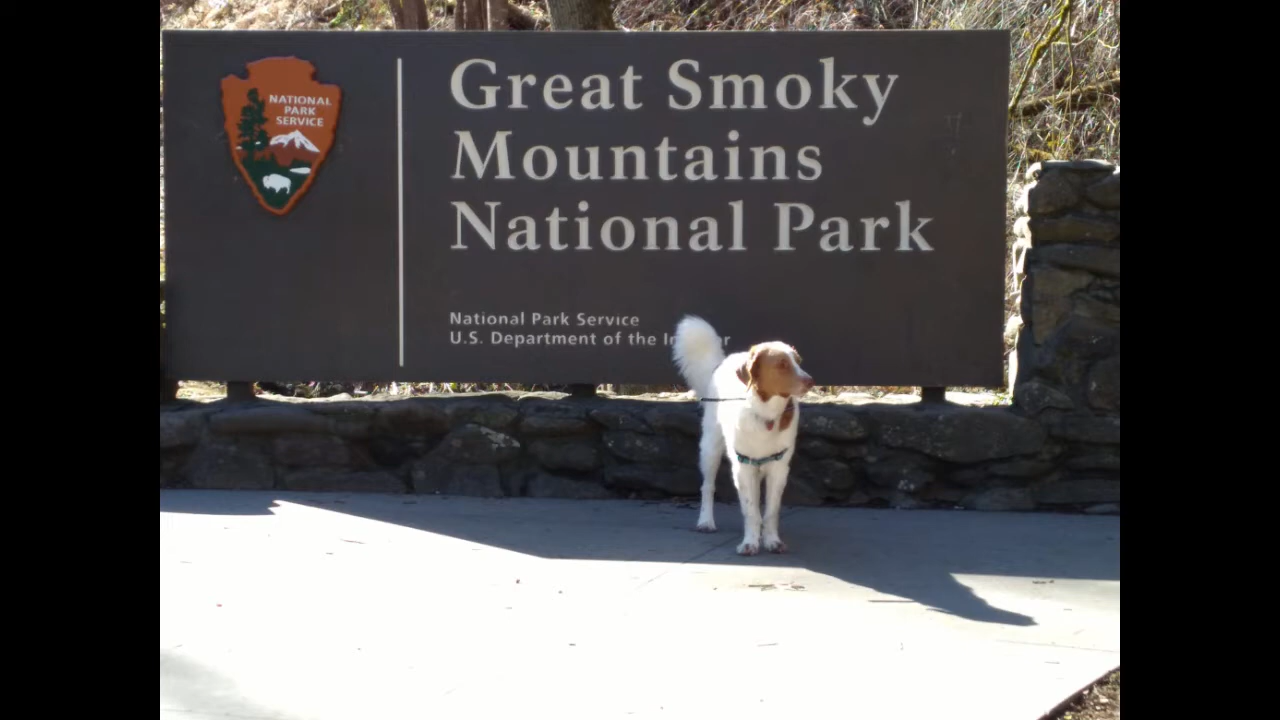 NATIONAL
PARK
SERVICE
Great Smoky
Mountains
National Park
National Park Service
U.S. Department of the